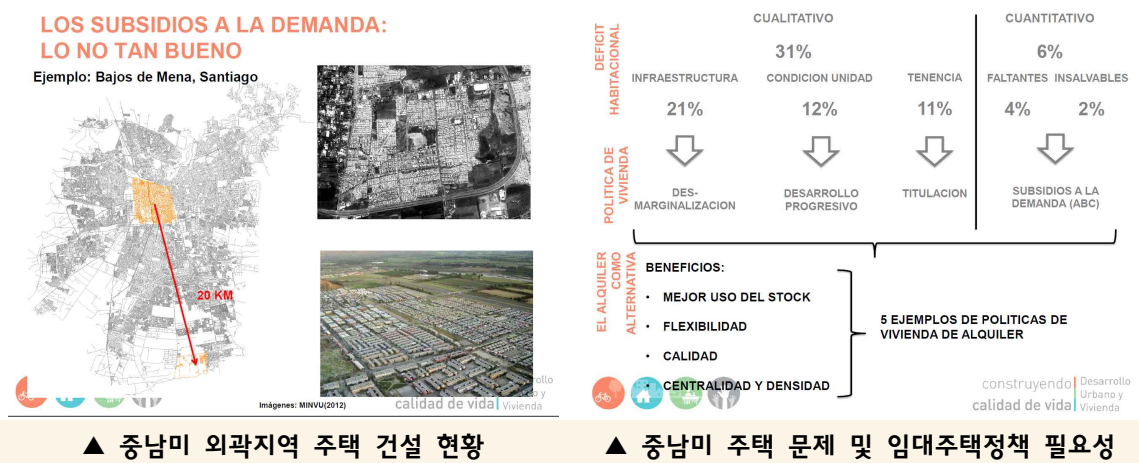 LOS SUBSIDIOS A LA DEMANDA:
LO NO TAN BUENO
Ejemplo: Bajos de Mena, Santiago
20 KM
Imágenes: MINVU(2012)
calidad de vida
Vivienda
▲ 중남미 외곽지역 주택 건설 현황
DEFICIT
HABITACIONAL
CUALITATIVO
CUANTITATIVO
31%
6%
INFRAESTRUCTURA
CONDICION UNIDAD
TENENCIA
FALTANTES
INSALVABLES
21%
12%
11%
4%
2%
POLITICA DE
VIVIENDA
DES-
MARGINALIZACION
DESARROLLO
PROGRESIVO
TITULACION
SUBSIDIOS A LA
DEMANDA (ABC)
EL ALQUILER
COMO
ALTERNATIVA
BENEFICIOS:
• MEJOR USO DEL STOCK
• FLEXIBILIDAD
• CALIDAD
• CENTRALIDAD Y DENSIDAD
5 EJEMPLOS DE POLITICAS DE
VIVIENDA DE ALQUILER
construyendo
calidad de vida
Desarrollo
Urbano y
Vivienda
▲ 중남미 주택 문제 및 임대주택정책 필요성